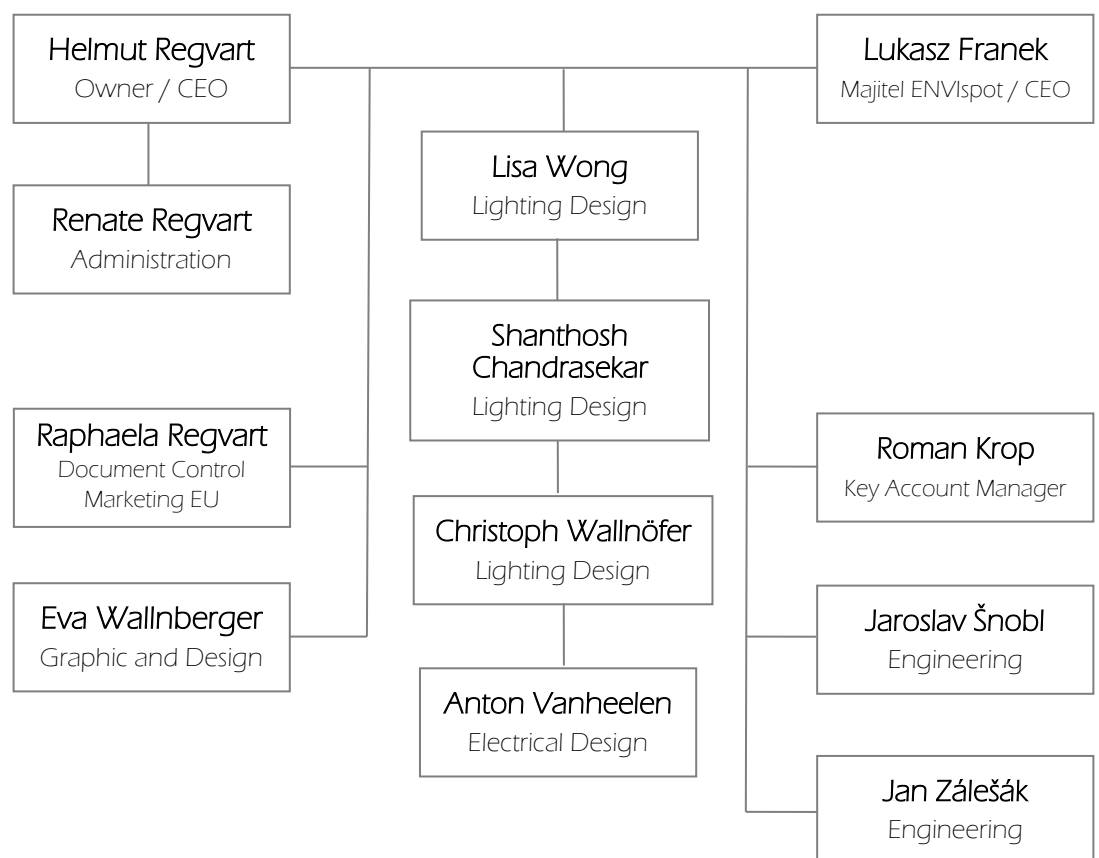 Helmut Regvart
Owner / CEO
Lukasz Franek
Majitel ENVIspot / CEO
Lisa Wong
Lighting Design
Renate Regvart
Administration
Shanthosh
Chandrasekar
Lighting Design
Raphaela Regvart
Document Control
Marketing EU
Roman Krop
Key Account Manager
Christoph Wallnöfer
Lighting Design
Eva Wallnberger
Graphic and Design
Jaroslav Šnobl
Engineering
Anton Vanheelen
Electrical Design
Jan Zálešák
Engineering